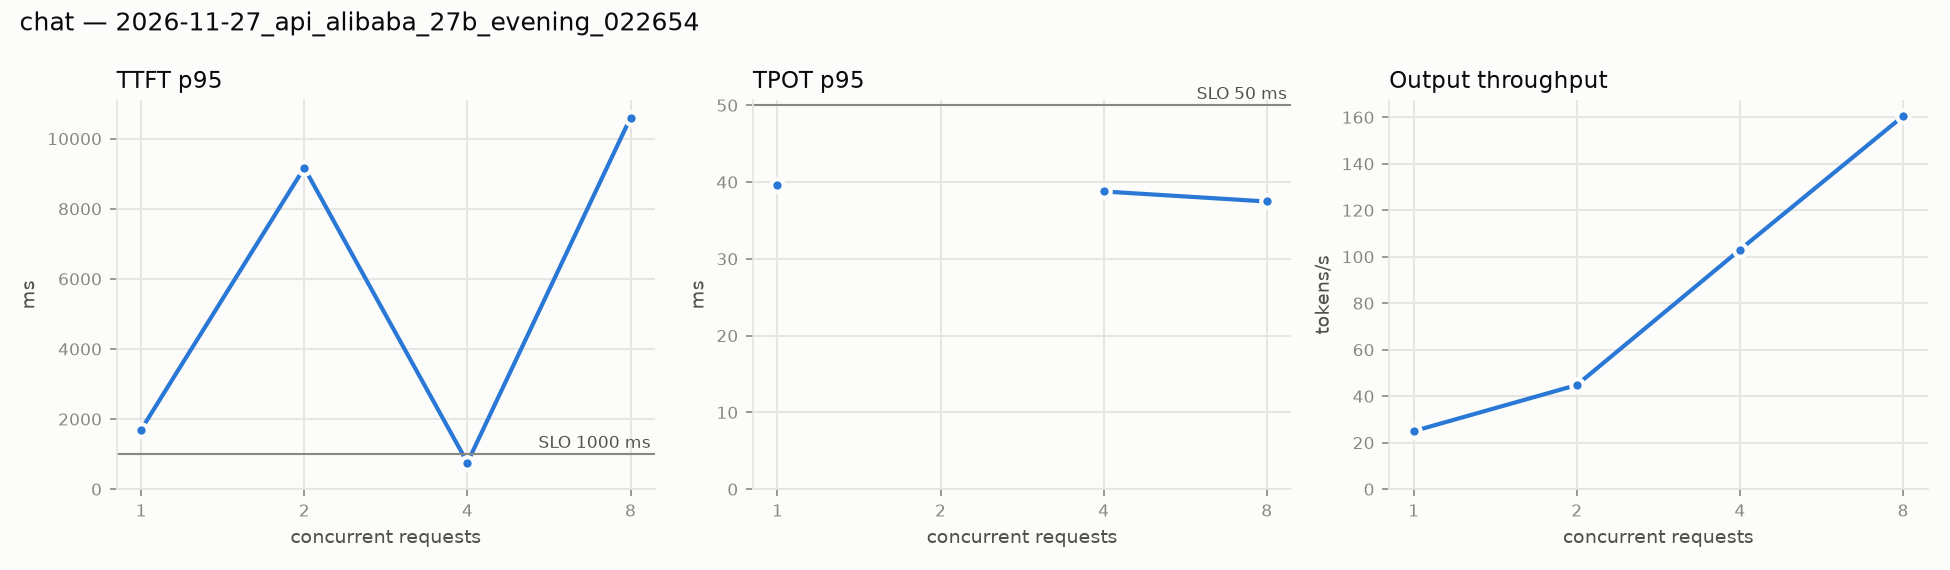 chat — 2026-11-27_api_alibaba_27b_evening_022654
TTFT p95
10000
8000
6000
4000
2000
0
ms
SLO 1000 ms
1 2 4 8
concurrent requests
TPOT p95
50
40
30
20
10
0
ms
SLO 50 ms
1 2 4 8
concurrent requests
Output throughput
160
140
120
100
80
60
40
20
0
tokens/s
1 2 4 8
concurrent requests